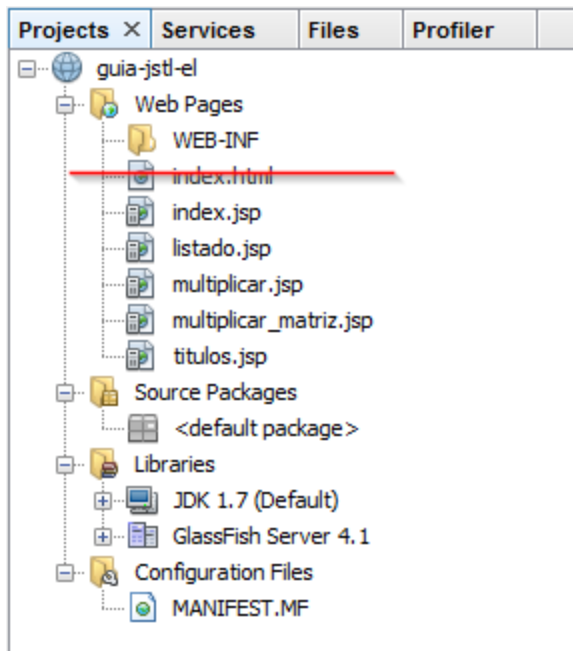 Projects Services Files Profiler
guia-jstl-el
Web Pages
WEB-INF
index.html
index.jsp
listado.jsp
multiplicar.jsp
multiplicar_matriz.jsp
titulos.jsp
Source Packages
<default package>
Libraries
JDK 1.7 (Default)
GlassFish Server 4.1
Configuration Files
MANIFEST.MF